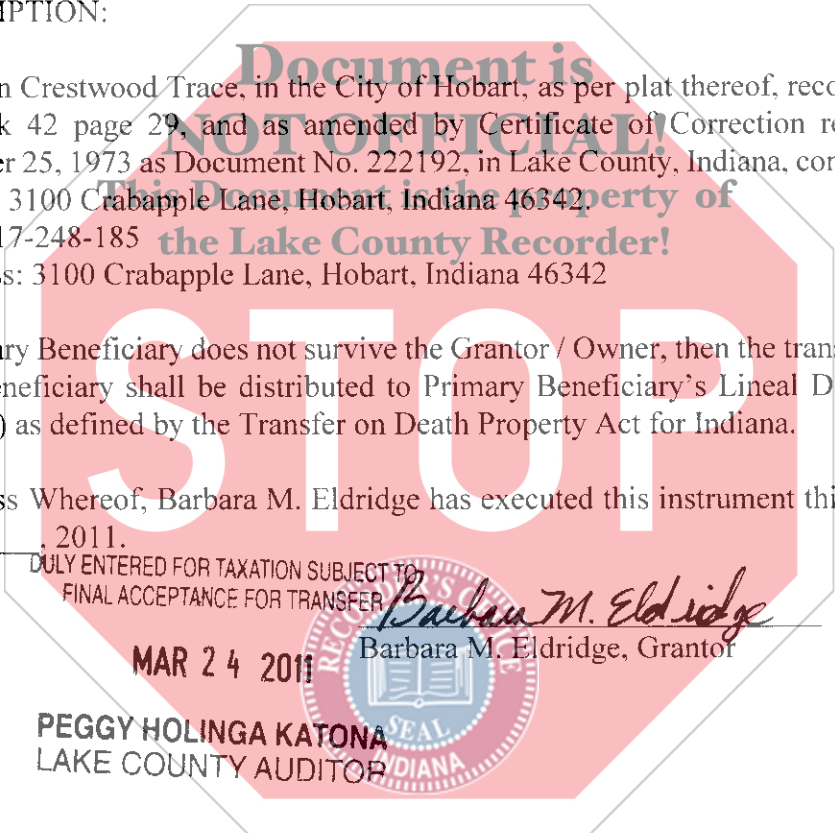 MPTION:
Document is
n Crestwood Trace, in the City of Hobart, as per plat thereof, reco
k 42 page 29, and as amended by Certificate of Correction re
NOT OFFICIAL!
er 25, 1973 as Document No. 222192, in Lake County, Indiana, con
This Document is the property of
3100 Crabapple Lane, Hobart, Indiana 46342.
17-248-185
the Lake County Recorder!
s: 3100 Crabapple Lane, Hobart, Indiana 46342
STOP
ary Beneficiary does not survive the Grantor / Owner, then the trans
eneficiary shall be distributed to Primary Beneficiary's Lineal D
) as defined by the Transfer on Death Property Act for Indiana.
ss Whereof, Barbara M. Eldridge has executed this instrument thi
, 2011.
DULY ENTERED FOR TAXATION SUBJECT TO
FINAL ACCEPTANCE FOR TRANSFER
Barbara M. Eldridge
Barbara M. Eldridge, Grantor
MAR 24 2011
PEGGY HOLINGA KATONA
LAKE COUNTY AUDITOR
RECORDER'S OFFICE
SEAL
INDIANA